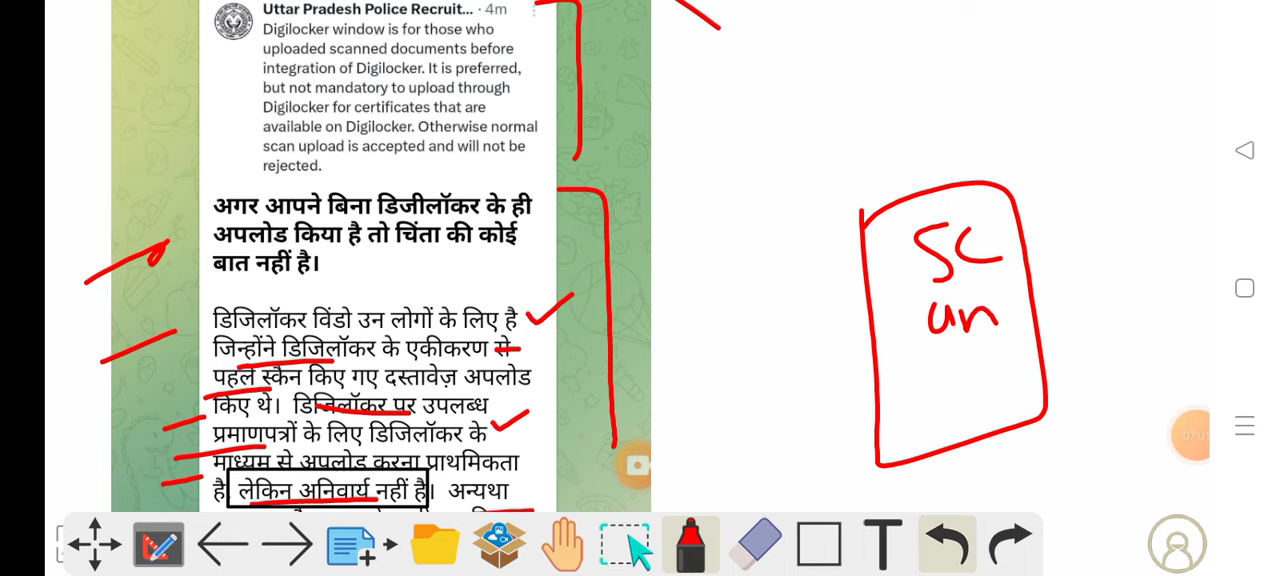 Uttar Pradesh Police Recruit... · 4m
Digilocker window is for those who
uploaded scanned documents before
integration of Digilocker. It is preferred,
but not mandatory to upload through
Digilocker for certificates that are
available on Digilocker. Otherwise normal
scan upload is accepted and will not be
rejected.
अगर आपने बिना डिजीलॉकर के ही
अपलोड किया है तो चिंता की कोई
बात नहीं है।
डिजिलॉकर विंडो उन लोगों के लिए है
जिन्होंने डिजिलॉकर के एकीकरण से
पहले स्कैन किए गए दस्तावेज़ अपलोड
किए थे। डिजिलॉकर पर उपलब्ध
प्रमाणपत्रों के लिए डिजिलॉकर के
माध्यम से अपलोड करना प्राथमिकता
है, लेकिन अनिवार्य नहीं है। अन्यथा
SC
an
07:01
T